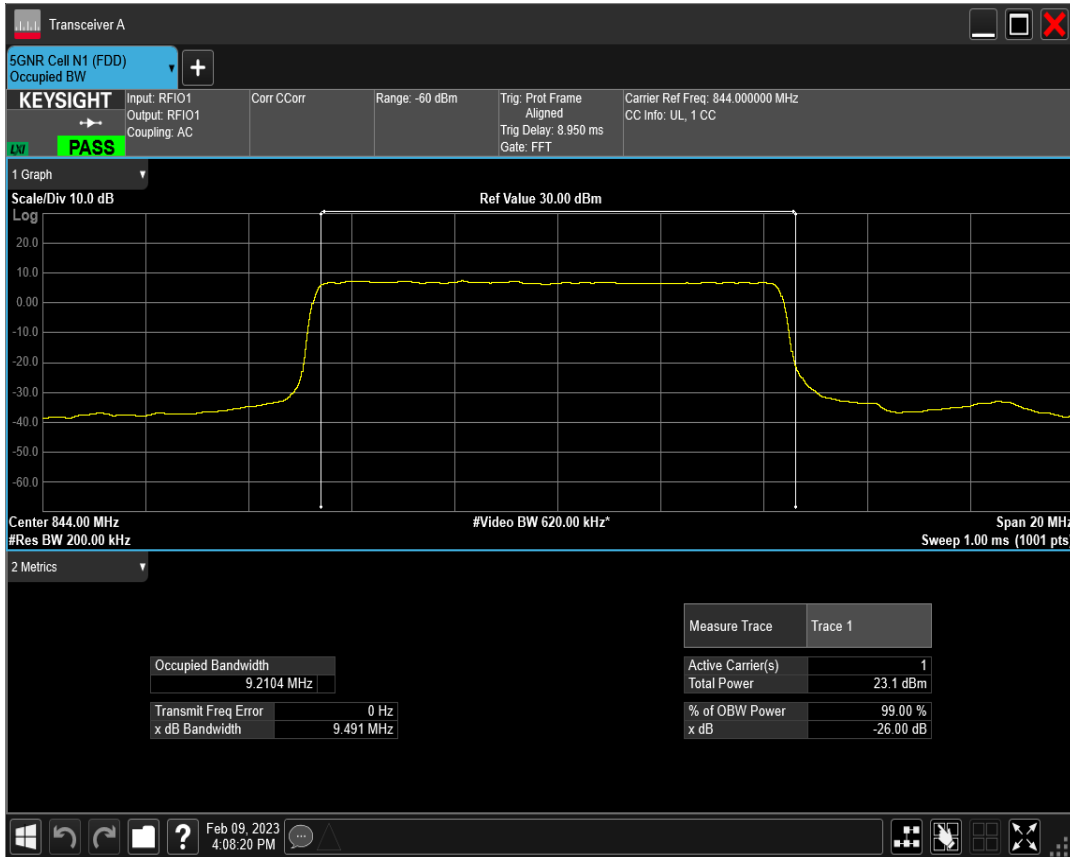 Transceiver A
5GNR Cell N1 (FDD)
Occupied BW
+
KEYSIGHT
LXI
PASS
Input: RFIO1
Output: RFIO1
Coupling: AC
Corr CCorr
Range: -60 dBm
Trig: Prot Frame
Aligned
Trig Delay: 8.950 ms
Gate: FFT
Carrier Ref Freq: 844.000000 MHz
CC Info: UL, 1 CC
1 Graph
Scale/Div 10.0 dB
Ref Value 30.00 dBm
Log
20.0
10.0
0.00
-10.0
-20.0
-30.0
-40.0
-50.0
-60.0
Center 844.00 MHz
#Video BW 620.00 kHz*
Span 20 MHz
#Res BW 200.00 kHz
Sweep 1.00 ms (1001 pts)
2 Metrics
Measure Trace Trace 1
Occupied Bandwidth
9.2104 MHz
Active Carrier(s) 1
Total Power 23.1 dBm
Transmit Freq Error 0 Hz
x dB Bandwidth 9.491 MHz
% of OBW Power 99.00 %
x dB -26.00 dB
?
Feb 09, 2023
4:08:20 PM